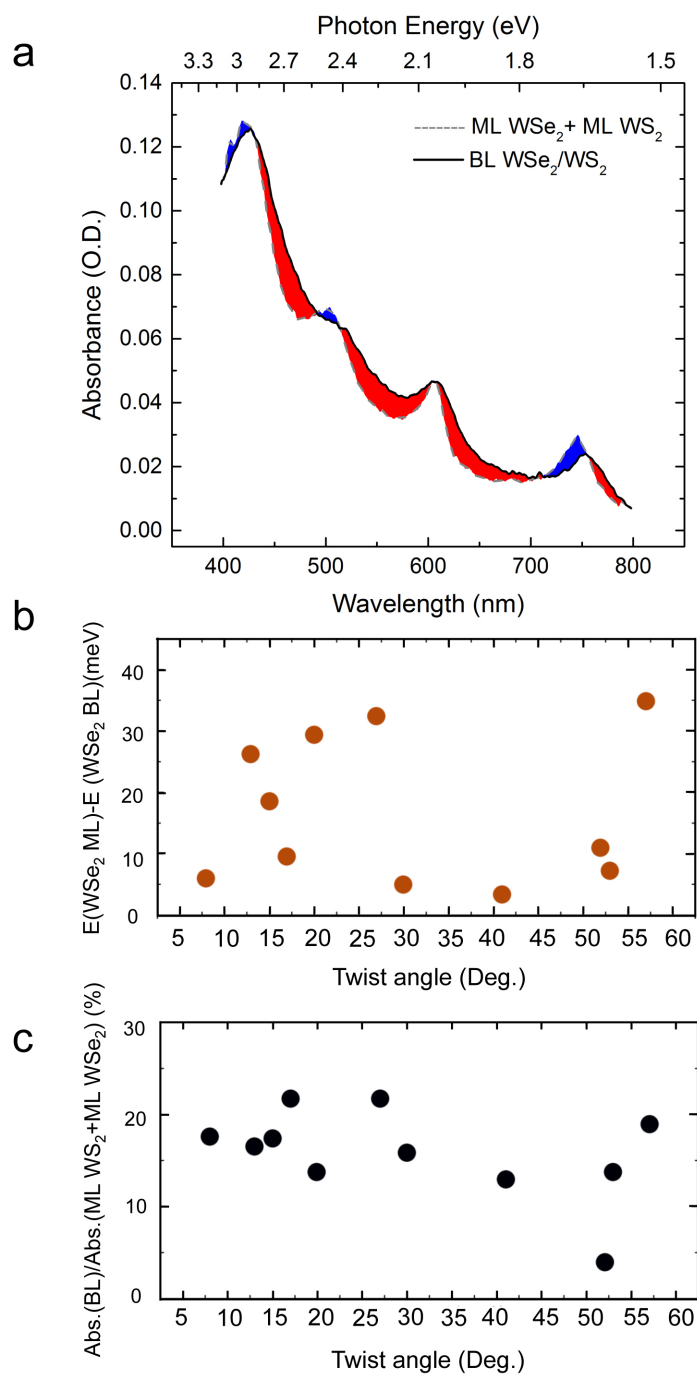 a
Photon Energy (eV)
3.3 3 2.7 2.4 2.1 1.8 1.5
0.14
0.12
0.10
0.08
0.06
0.04
0.02
0.00
Absorbance (O.D.)
ML WSe₂+ ML WS₂
BL WSe₂/WS₂
400 500 600 700 800
Wavelength (nm)
b
E(WSe₂ ML)-E (WSe₂ BL)(meV)
40
30
20
10
0
5 10 15 20 25 30 35 40 45 50 55 60
Twist angle (Deg.)
c
Abs.(BL)/Abs.(ML WS₂+ML WSe₂) (%)
30
20
10
0
5 10 15 20 25 30 35 40 45 50 55 60
Twist angle (Deg.)